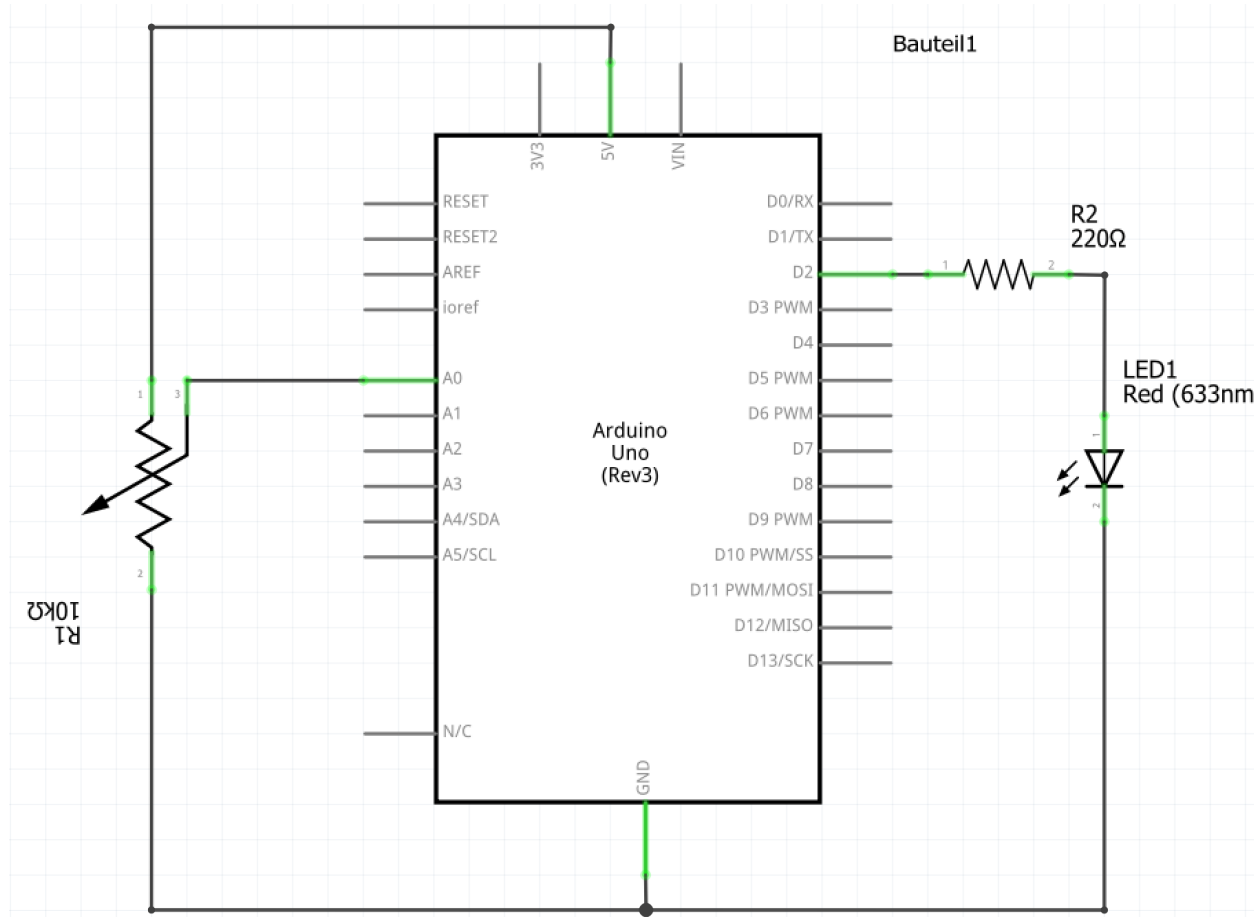 Bauteil1
3V3
5V
VIN
RESET
RESET2
AREF
ioref
A0
A1
A2
A3
A4/SDA
A5/SCL
N/C
D0/RX
D1/TX
D2
D3 PWM
D4
D5 PWM
D6 PWM
D7
D8
D9 PWM
D10 PWM/SS
D11 PWM/MOSI
D12/MISO
D13/SCK
GND
Arduino
Uno
(Rev3)
1
3
2
R1
10kΩ
R2
220Ω
1
2
LED1
Red (633nm
1
2